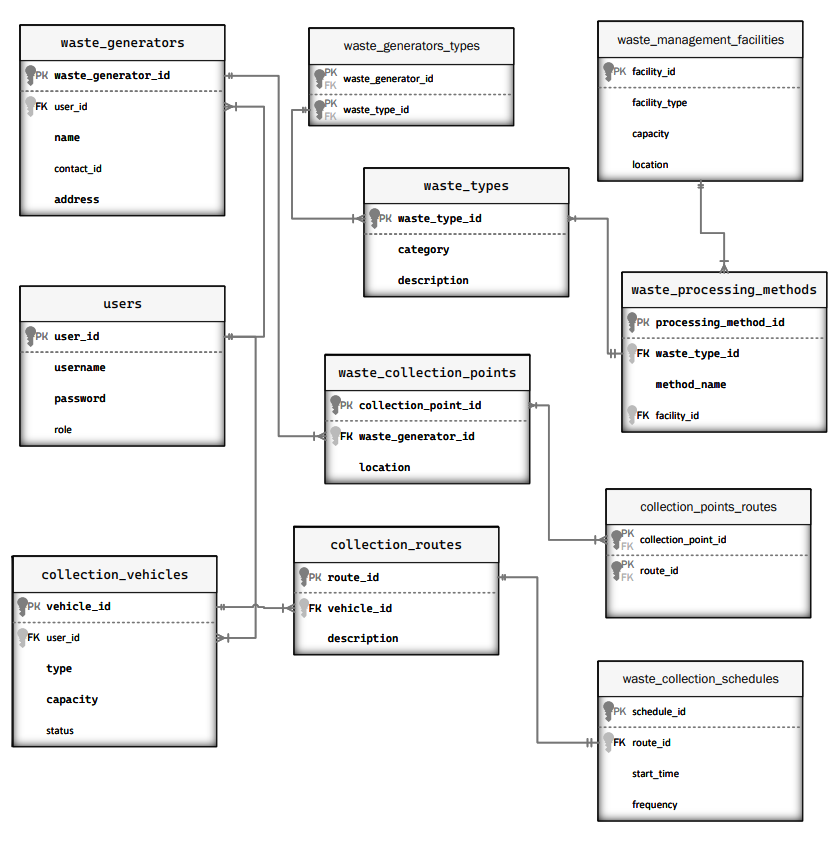 waste_generators
PK waste_generator_id
FK user_id
name
contact_id
address
waste_generators_types
PK
FK
waste_generator_id
PK
FK
waste_type_id
waste_management_facilities
PK facility_id
facility_type
capacity
location
waste_types
PK waste_type_id
category
description
waste_processing_methods
PK processing_method_id
FK waste_type_id
method_name
FK facility_id
users
PK user_id
username
password
role
waste_collection_points
PK collection_point_id
FK waste_generator_id
location
collection_points_routes
PK
FK
collection_point_id
PK
FK
route_id
collection_routes
PK route_id
FK vehicle_id
description
collection_vehicles
PK vehicle_id
FK user_id
type
capacity
status
waste_collection_schedules
PK schedule_id
FK route_id
start_time
frequency